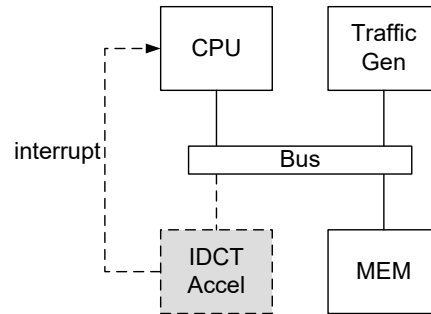 CPU
Traffic
Gen
interrupt
Bus
IDCT
Accel
MEM